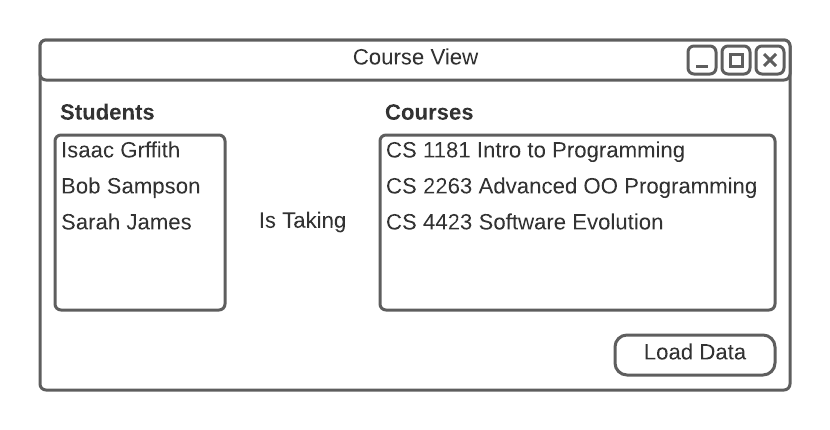 Course View
Students
Isaac Grffith
Bob Sampson
Sarah James
Is Taking
Courses
CS 1181 Intro to Programming
CS 2263 Advanced OO Programming
CS 4423 Software Evolution
Load Data